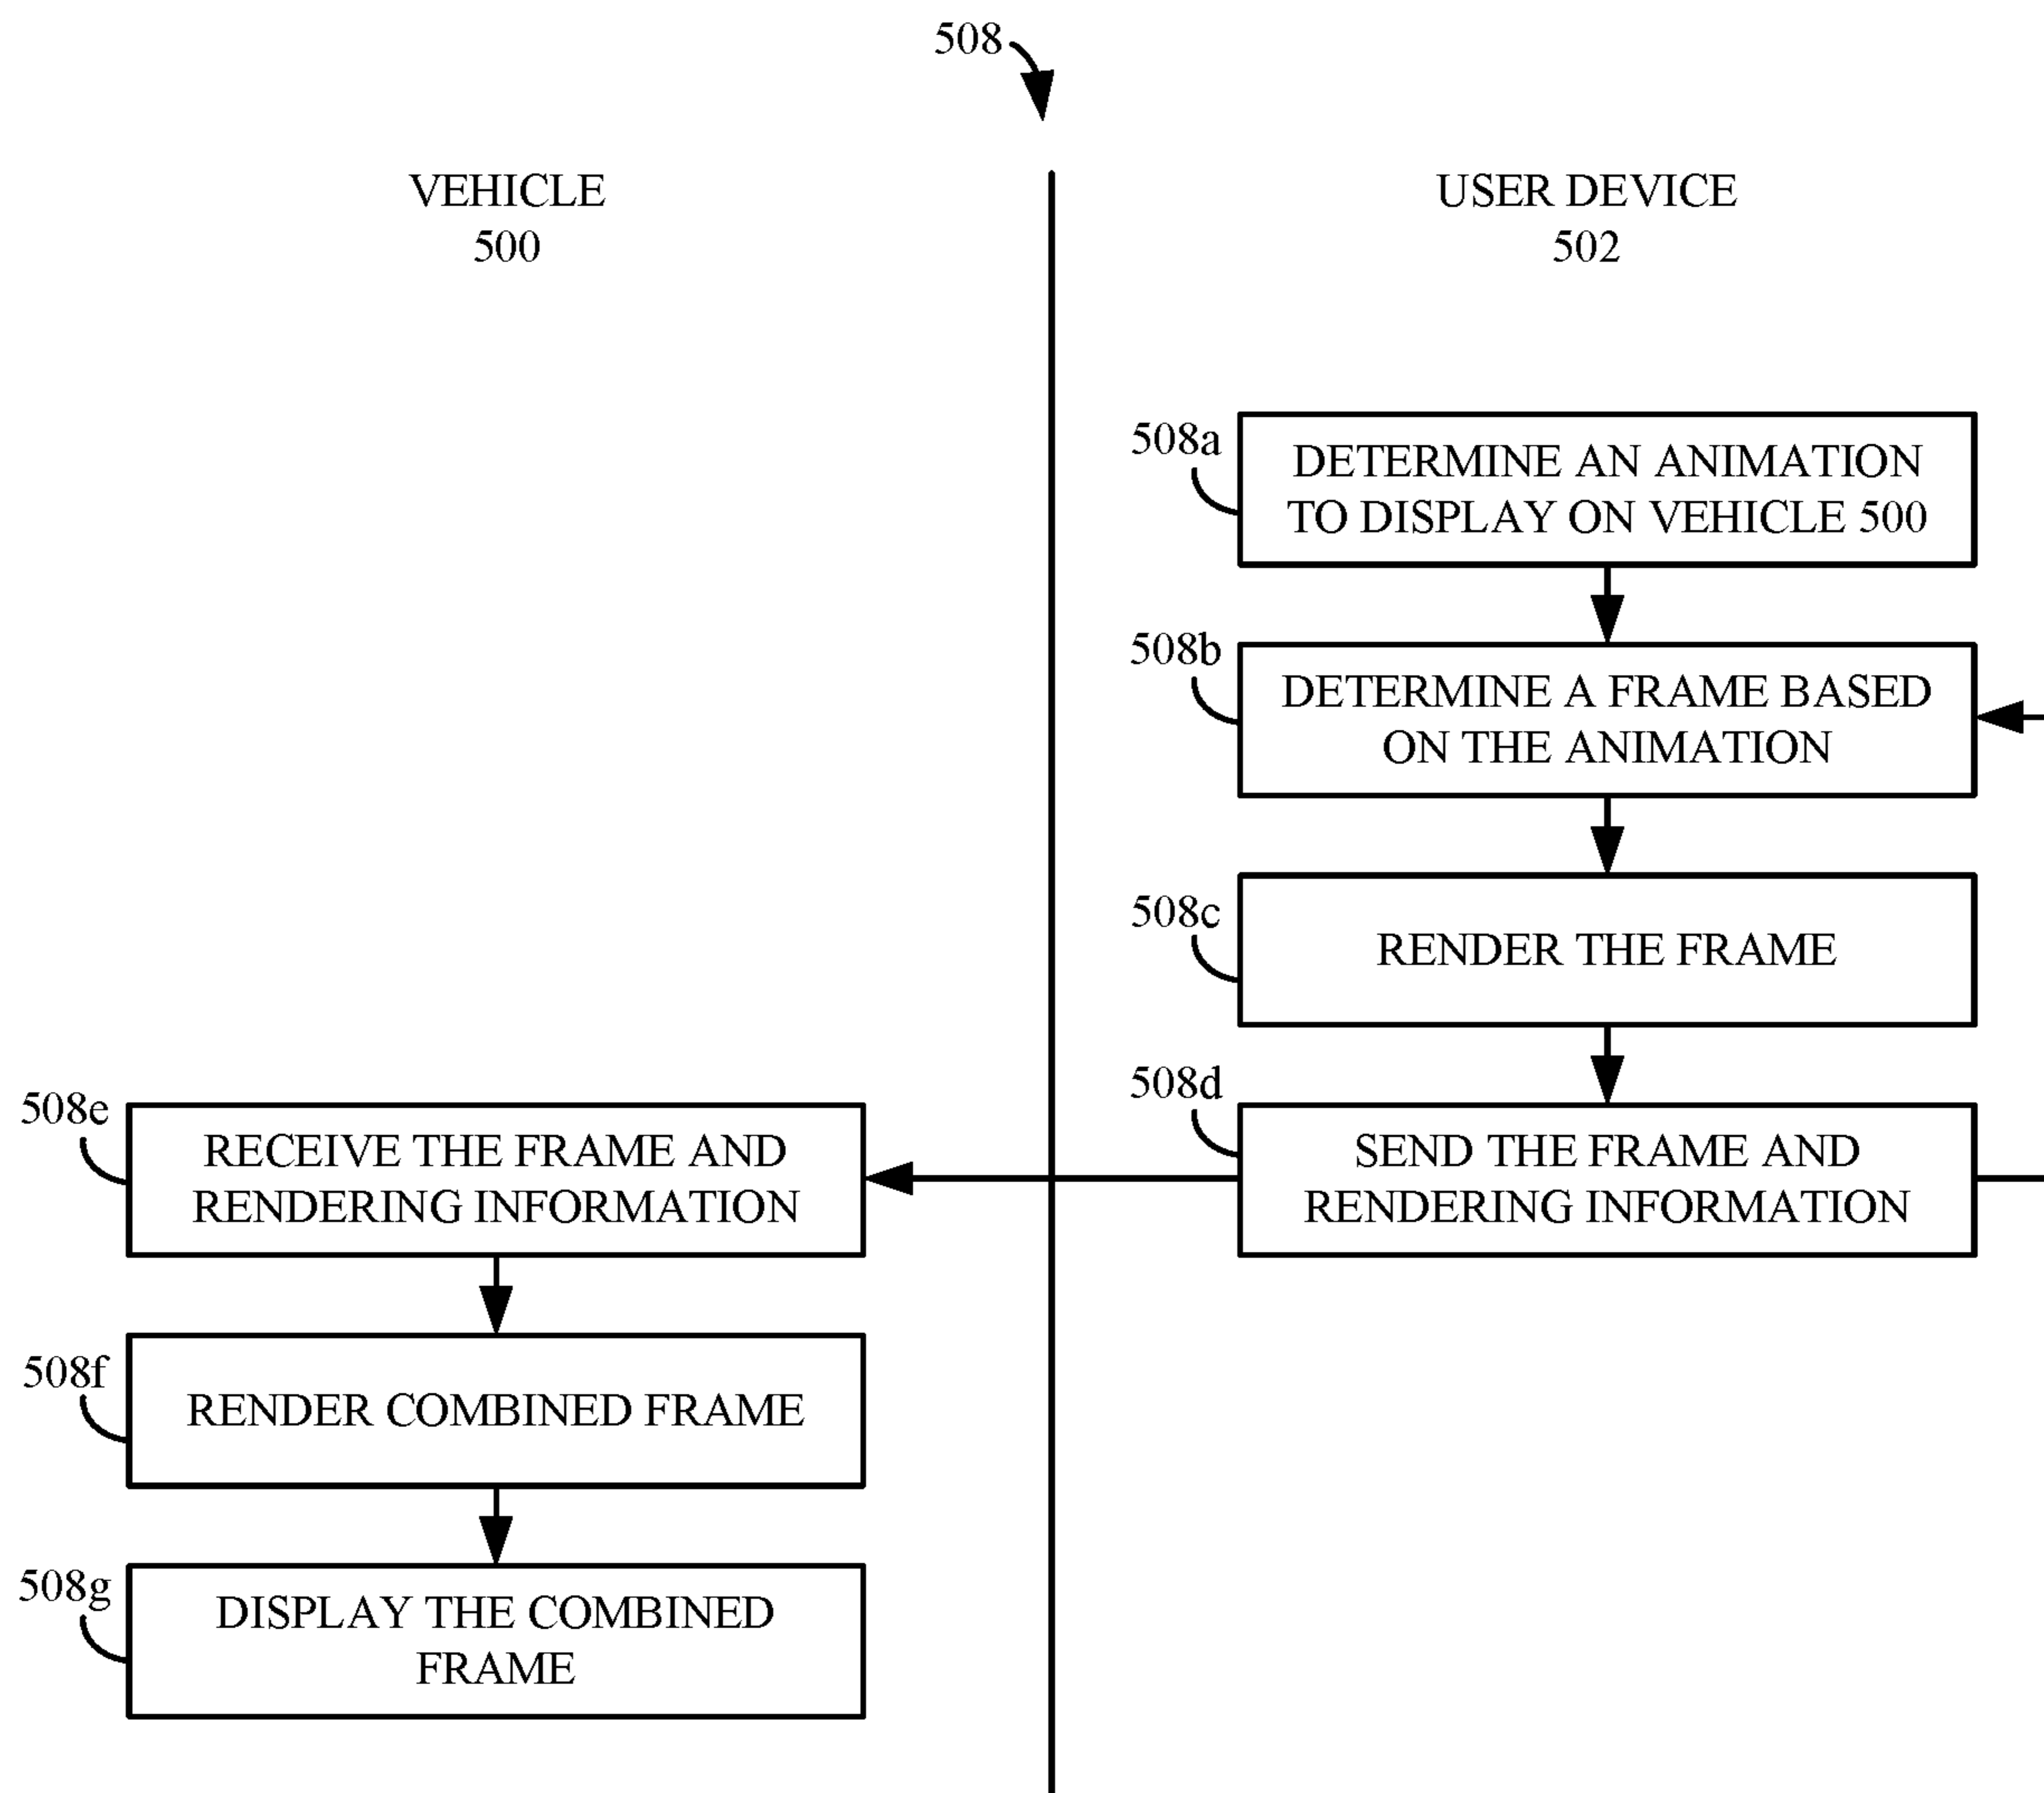 508
VEHICLE
500
USER DEVICE
502
508a
DETERMINE AN ANIMATION
TO DISPLAY ON VEHICLE 500
508b
DETERMINE A FRAME BASED
ON THE ANIMATION
508c
RENDER THE FRAME
508d
SEND THE FRAME AND
RENDERING INFORMATION
508e
RECEIVE THE FRAME AND
RENDERING INFORMATION
508f
RENDER COMBINED FRAME
508g
DISPLAY THE COMBINED
FRAME